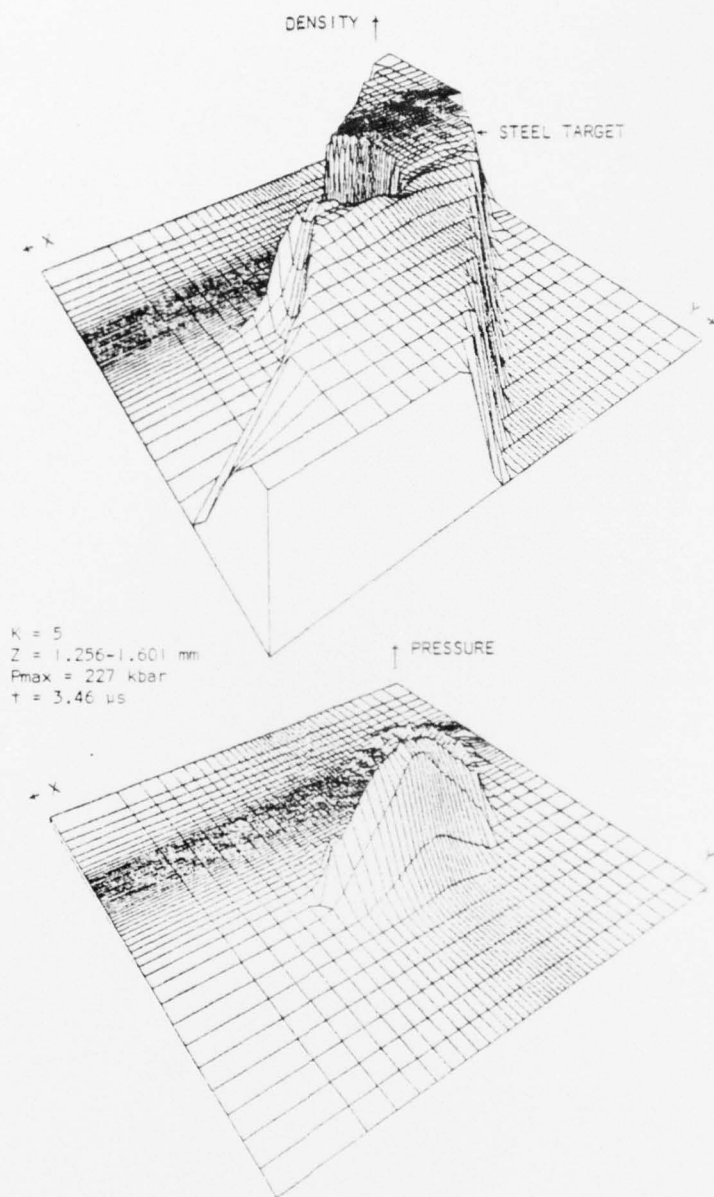 DENSITY ↑
← STEEL TARGET
← X
Y →
K = 5
Z = 1.256-1.601 mm
Pmax = 227 kbar
t = 3.46 µs
↑ PRESSURE
← X
Y →